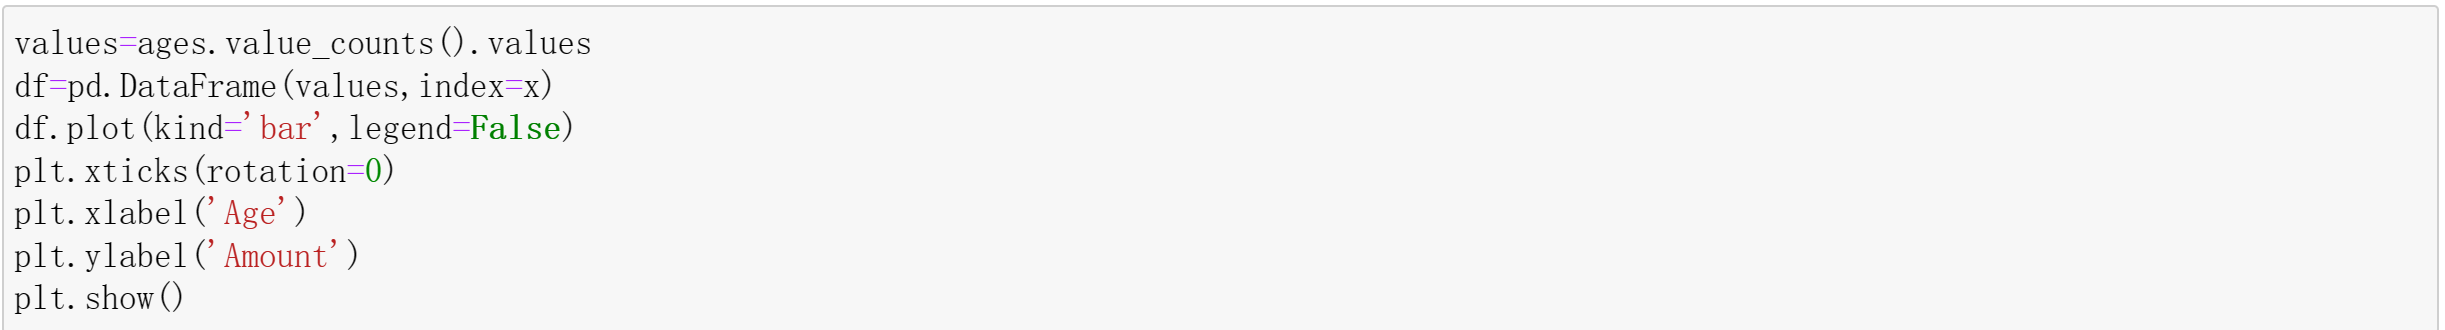 values=ages.value_counts().values
df=pd.DataFrame(values,index=x)
df.plot(kind='bar',legend=False)
plt.xticks(rotation=0)
plt.xlabel('Age')
plt.ylabel('Amount')
plt.show()